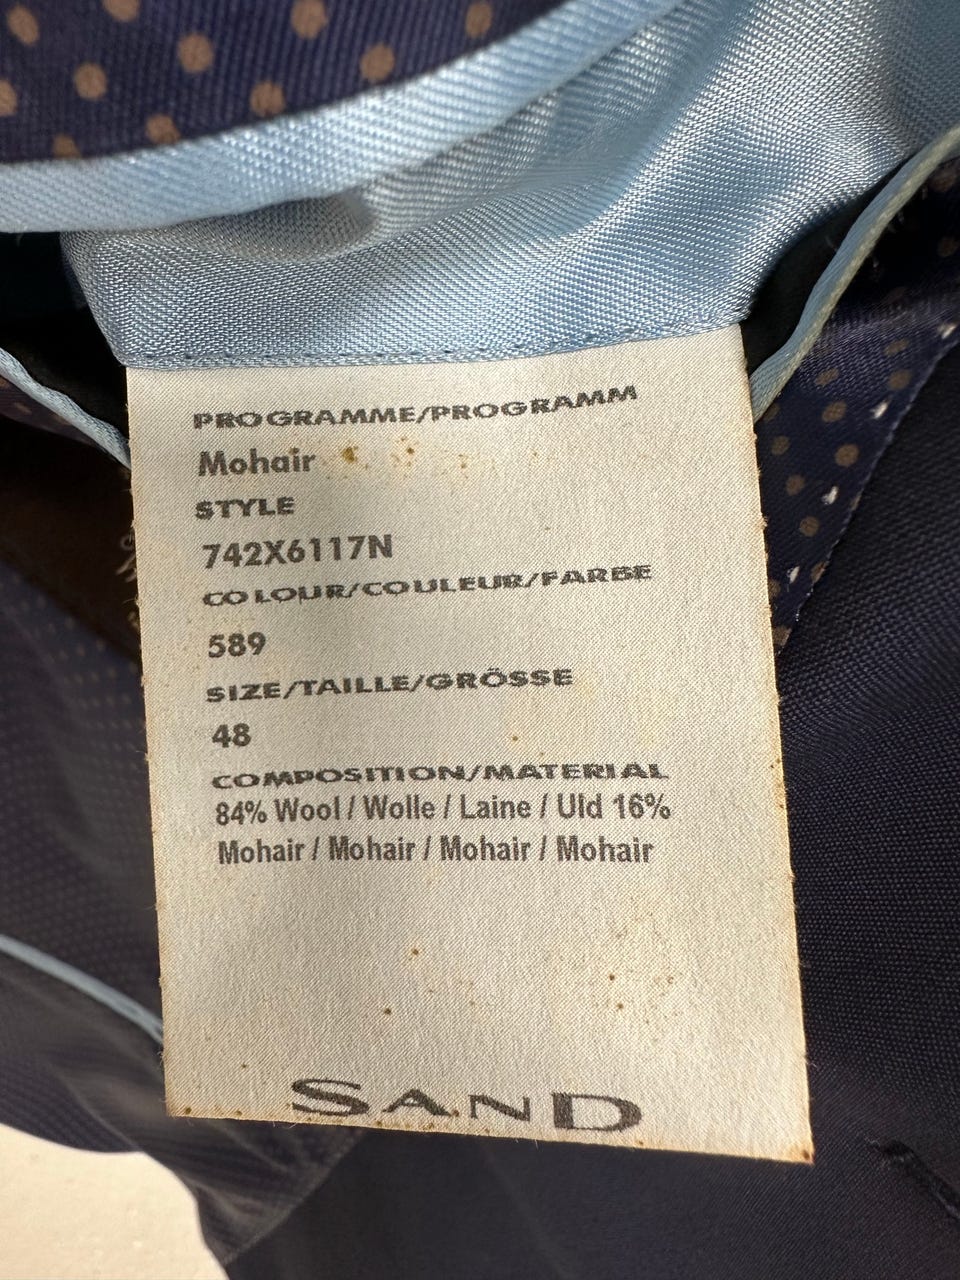 PROGRAMME/PROGRAMM
Mohair
STYLE
742X6117N
COLOUR/COULEUR/FARBE
589
SIZE/TAILLE/GRÖSSE
48
COMPOSITION/MATERIAL
84% Wool / Wolle / Laine / Uld 16%
Mohair / Mohair / Mohair / Mohair
SAND